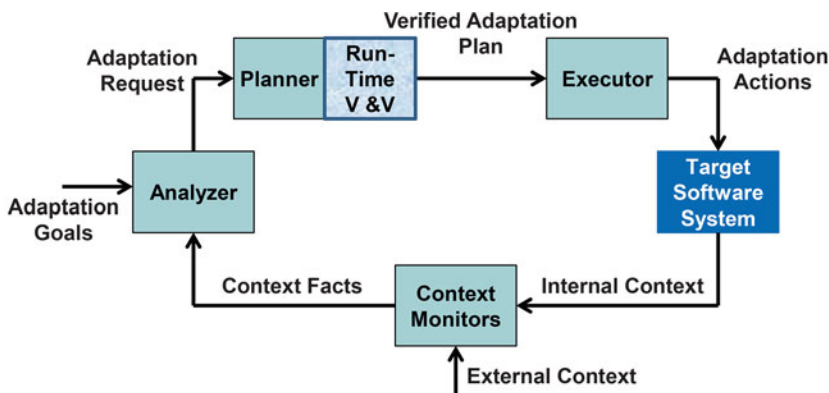 Verified Adaptation
Plan
Adaptation
Request
Planner
Run-
Time
V &V
Executor
Adaptation
Actions
Analyzer
Target
Software
System
Adaptation
Goals
Context Facts
Context
Monitors
Internal Context
External Context